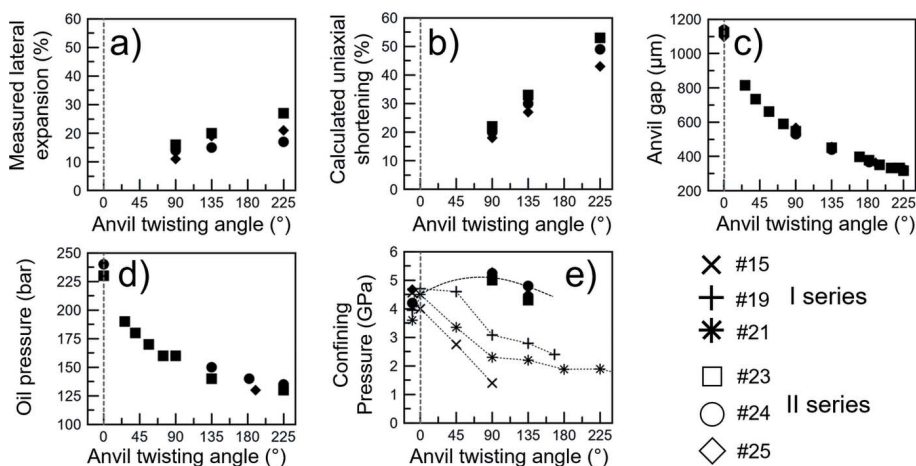 a)
Measured lateral
expansion (%)
60
50
40
30
20
10
0
0 45 90 135 180 225
Anvil twisting angle (°)
b)
Calculated uniaxial
shortening (%)
60
50
40
30
20
10
0
0 45 90 135 180 225
Anvil twisting angle (°)
c)
Anvil gap (µm)
1200
1000
800
600
400
200
0 45 90 135 180 225
Anvil twisting angle (°)
d)
Oil pressure (bar)
250
225
200
175
150
125
100
0 45 90 135 180 225
Anvil twisting angle (°)
e)
Confining
Pressure (GPa)
6
5
4
3
2
1
0
0 45 90 135 180 225
Anvil twisting angle (°)
#15
#19 I series
#21
#23
#24 II series
#25